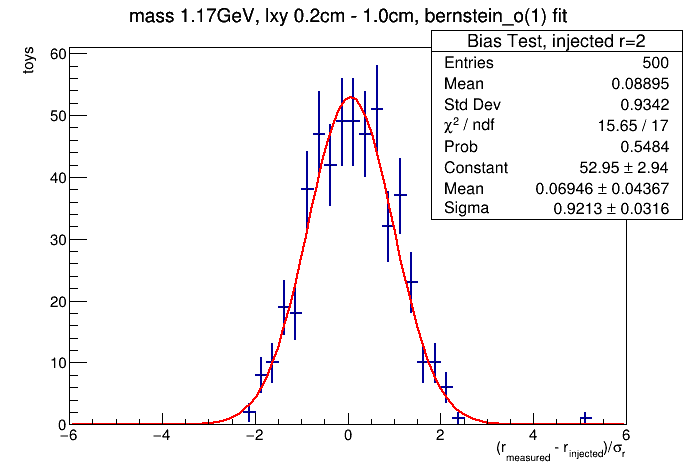 mass 1.17GeV, lxy 0.2cm - 1.0cm, bernstein_o(1) fit
Bias Test, injected r=2
Entries 500
Mean 0.08895
Std Dev 0.9342
χ² / ndf 15.65 / 17
Prob 0.5484
Constant 52.95 ± 2.94
Mean 0.06946 ± 0.04367
Sigma 0.9213 ± 0.0316
toys
60
50
40
30
20
10
0
−6 −4 −2 0 2 4 6
(r_measured - r_injected)/σ_r